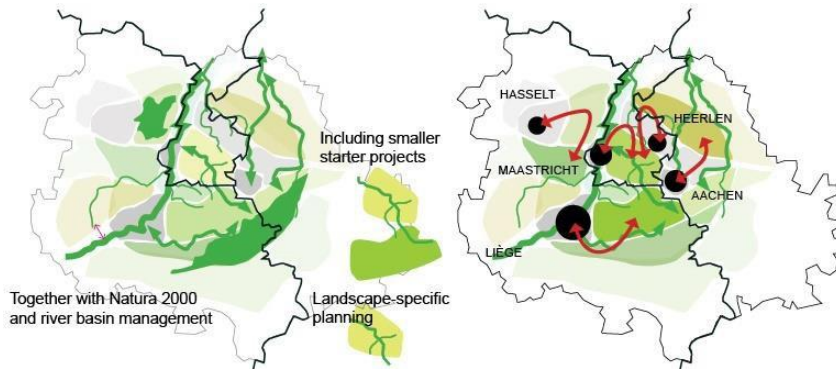 Including smaller
starter projects
Together with Natura 2000
and river basin management
Landscape-specific
planning
HASSELT
HEERLEN
MAASTRICHT
AACHEN
LIÈGE